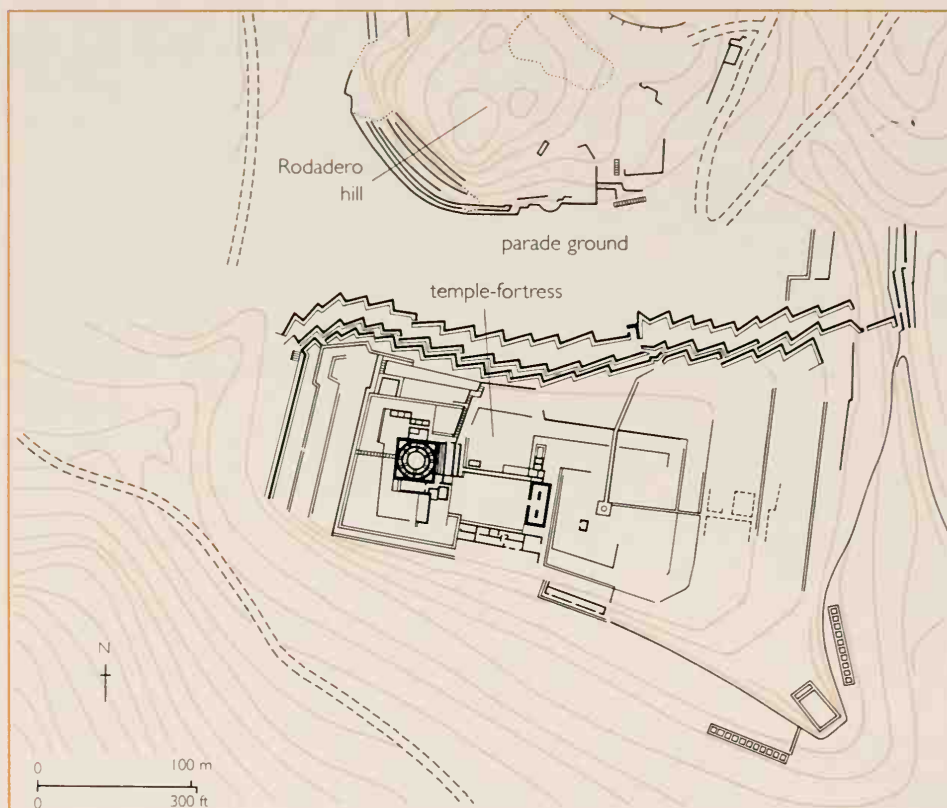 Rodadero
hill
parade ground
temple-fortress
N
0 100 m
0 300 ft